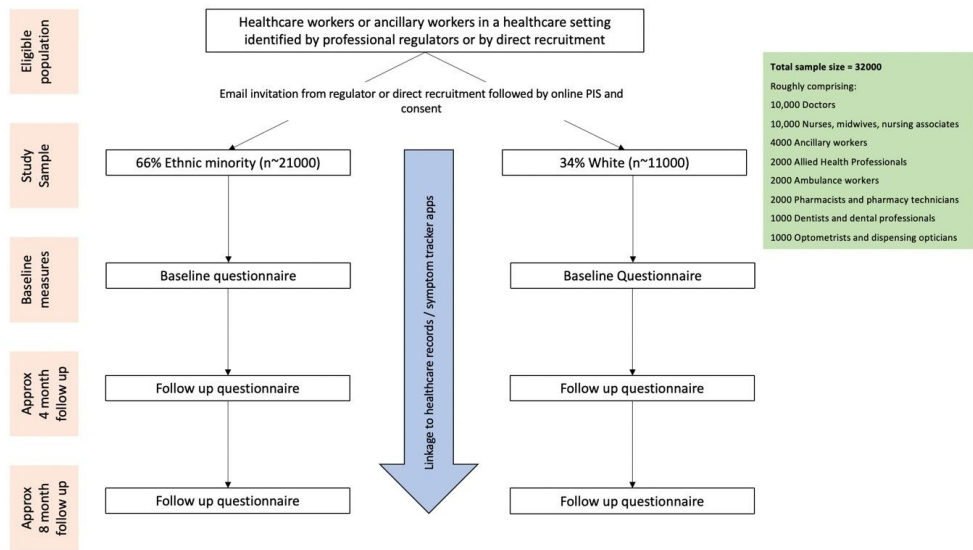 Eligible
population
Healthcare workers or ancillary workers in a healthcare setting
identified by professional regulators or by direct recruitment
Email invitation from regulator or direct recruitment followed by online PIS and
consent
Total sample size = 32000
Roughly comprising:
10,000 Doctors
10,000 Nurses, midwives, nursing associates
4000 Ancillary workers
2000 Allied Health Professionals
2000 Ambulance workers
2000 Pharmacists and pharmacy technicians
1000 Dentists and dental professionals
1000 Optometrists and dispensing opticians
Study
Sample
66% Ethnic minority (n~21000)
34% White (n~11000)
Linkage to healthcare records / symptom tracker apps
Baseline
measures
Baseline questionnaire
Baseline Questionnaire
Approx
4 month
follow up
Follow up questionnaire
Follow up questionnaire
Approx
8 month
follow up
Follow up questionnaire
Follow up questionnaire